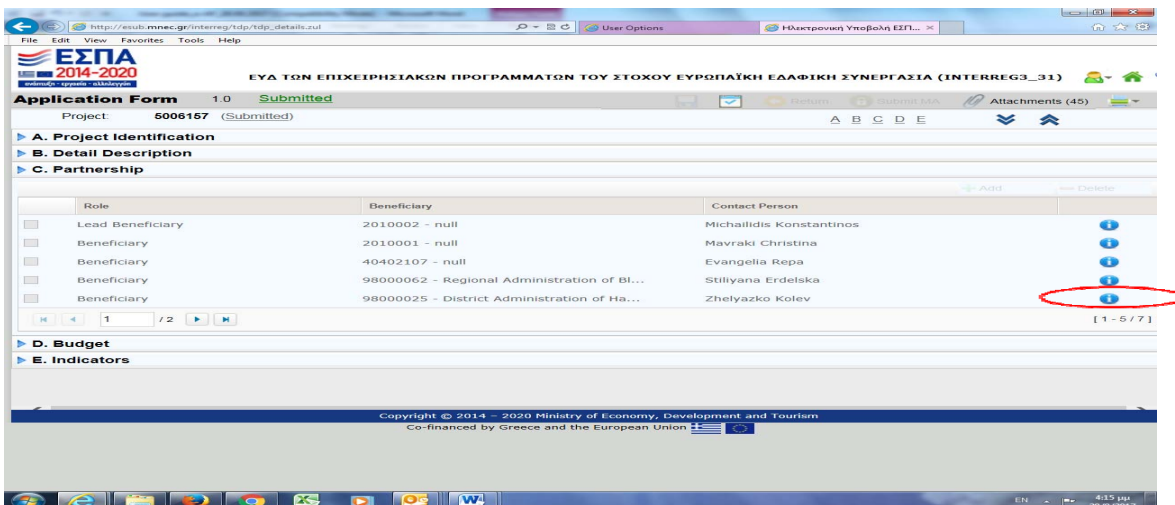 http://esub.mnec.gr/interreg/tdp/tdp_details.zul
User Options
Ηλεκτρονική Υποβολή ΕΣΠ...
File Edit View Favorites Tools Help
ΕΣΠΑ
2014-2020
ανάπτυξη - εργασία - αλληλεγγύη
ΕΥΔ ΤΩΝ ΕΠΙΧΕΙΡΗΣΙΑΚΩΝ ΠΡΟΓΡΑΜΜΑΤΩΝ ΤΟΥ ΣΤΟΧΟΥ ΕΥΡΩΠΑΪΚΗ ΕΔΑΦΙΚΗ ΣΥΝΕΡΓΑΣΙΑ (INTERREG3_31)
Application Form 1.0 Submitted
Return Submit MA Attachments (45)
Project: 5006157 (Submitted)
A B C D E
A. Project Identification
B. Detail Description
C. Partnership
Add Delete
Role Beneficiary Contact Person
Lead Beneficiary 2010002 - null Michailidis Konstantinos
Beneficiary 2010001 - null Mavraki Christina
Beneficiary 40402107 - null Evangelia Repa
Beneficiary 98000062 - Regional Administration of Bl... Stiliyana Erdelska
Beneficiary 98000025 - District Administration of Ha... Zhelyazko Kolev
1 / 2 [ 1 - 5 / 7 ]
D. Budget
E. Indicators
Copyright © 2014 - 2020 Ministry of Economy, Development and Tourism
Co-financed by Greece and the European Union
EN 4:15 μμ